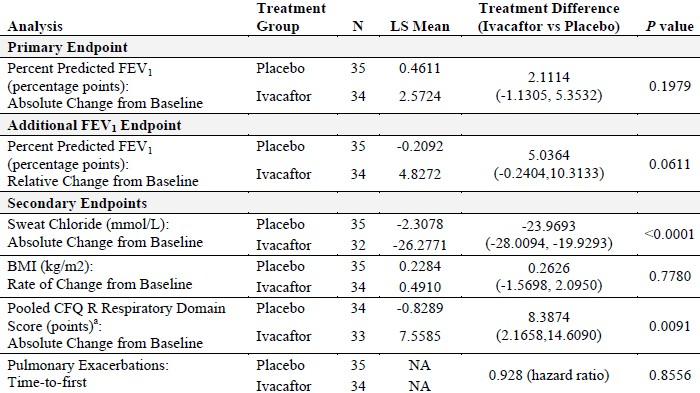 Analysis Treatment Group N LS Mean Treatment Difference (Ivacaftor vs Placebo) P value
Primary Endpoint
Percent Predicted FEV1 (percentage points): Absolute Change from Baseline
Placebo 35 0.4611
Ivacaftor 34 2.5724
2.1114
(-1.1305, 5.3532)
0.1979
Additional FEV1 Endpoint
Percent Predicted FEV1 (percentage points): Relative Change from Baseline
Placebo 35 -0.2092
Ivacaftor 34 4.8272
5.0364
(-0.2404,10.3133)
0.0611
Secondary Endpoints
Sweat Chloride (mmol/L):
Absolute Change from Baseline
Placebo 35 -2.3078
Ivacaftor 32 -26.2771
-23.9693
(-28.0094, -19.9293)
<0.0001
BMI (kg/m2):
Rate of Change from Baseline
Placebo 35 0.2284
Ivacaftor 34 0.4910
0.2626
(-1.5698, 2.0950)
0.7780
Pooled CFQ R Respiratory Domain
Score (points)a:
Absolute Change from Baseline
Placebo 34 -0.8289
Ivacaftor 33 7.5585
8.3874
(2.1658,14.6090)
0.0091
Pulmonary Exacerbations:
Time-to-first
Placebo 35 NA
Ivacaftor 34 NA
0.928 (hazard ratio)
0.8556